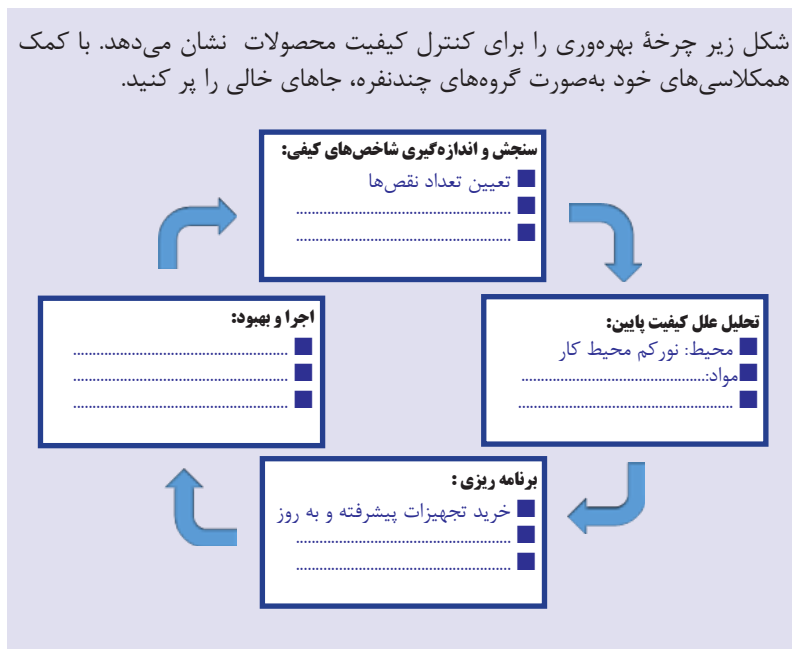 شکل زیر چرخهٔ بهره‌وری را برای کنترل کیفیت محصولات نشان می‌دهد. با کمک
همکلاسی‌های خود به‌صورت گروه‌های چندنفره، جاهای خالی را پر کنید.
سنجش و اندازه‌گیری شاخص‌های کیفی:
■ تعیین تعداد نقص‌ها
■ ......................................................
■ ......................................................
تحلیل علل کیفیت پایین:
■ محیط: نور کم محیط کار
■ مواد:..............................................
■ ......................................................
برنامه ریزی :
■ خرید تجهیزات پیشرفته و به روز
■ ......................................................
■ ......................................................
اجرا و بهبود:
■ ......................................................
■ ......................................................
■ ......................................................